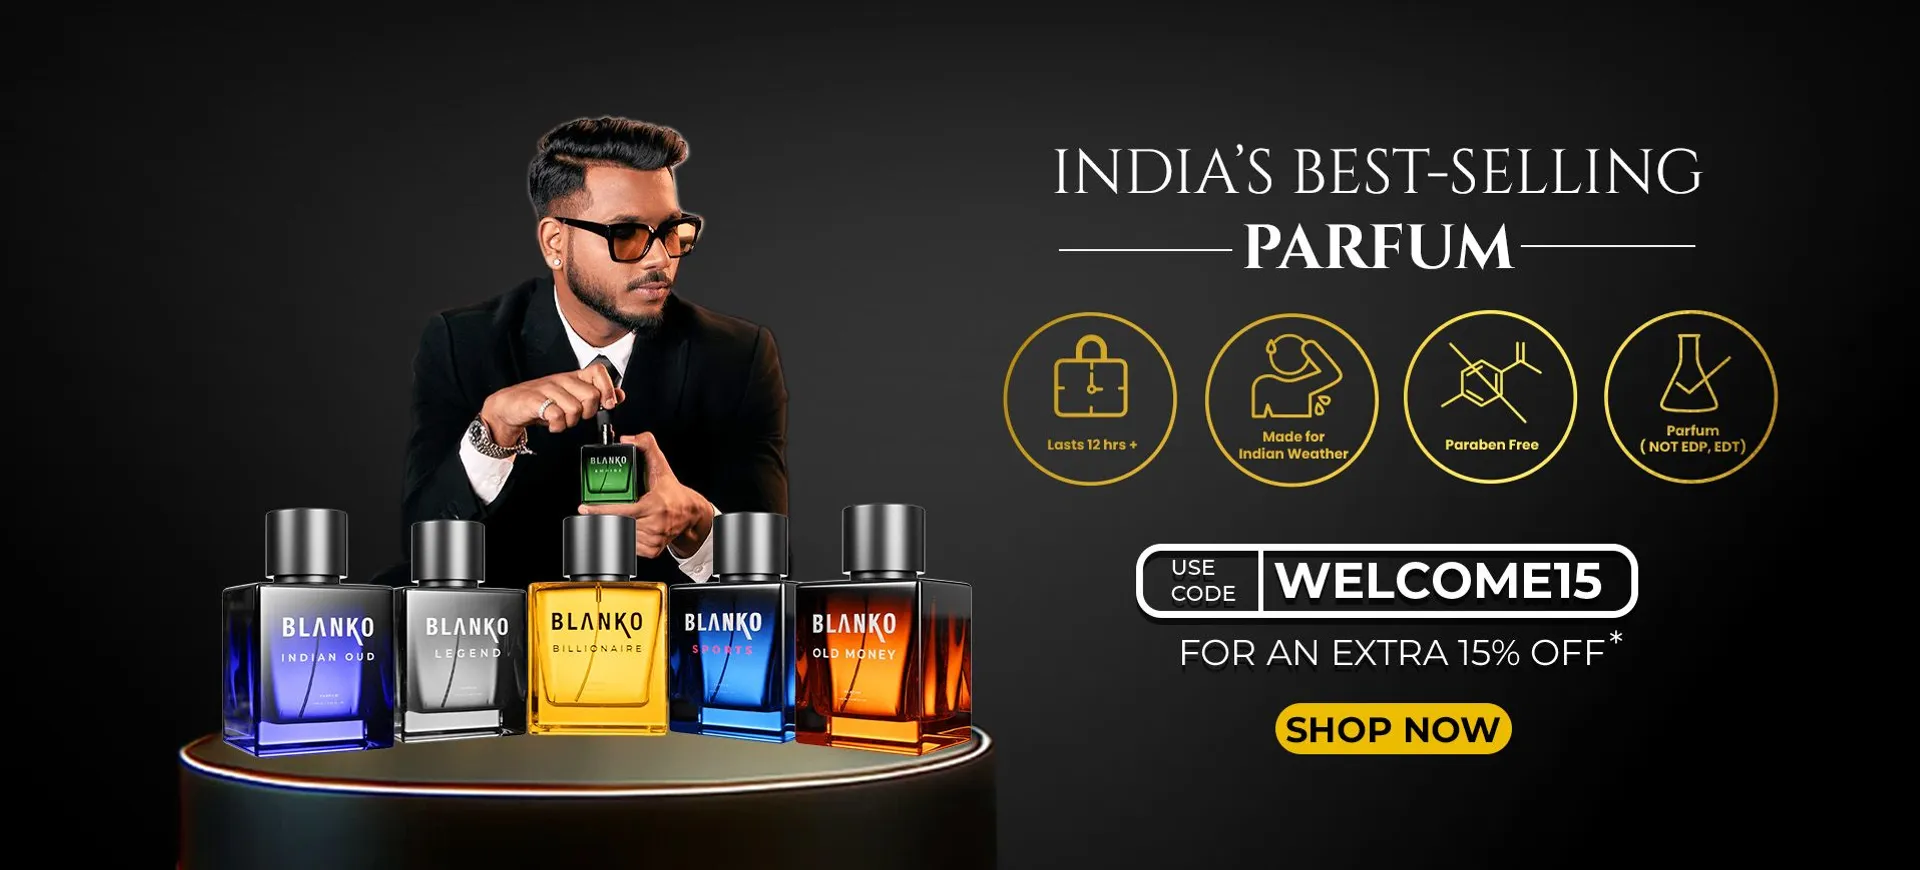 INDIA'S BEST-SELLING
PARFUM
Lasts 12 hrs +
Made for
Indian Weather
Paraben Free
Parfum
( NOT EDP, EDT)
USE
CODE
WELCOME15
FOR AN EXTRA 15% OFF*
SHOP NOW
BLANKO
EMPIRE
BLANKO
INDIAN OUD
BLANKO
LEGEND
BLANKO
BILLIONAIRE
BLANKO
SPORTS
BLANKO
OLD MONEY